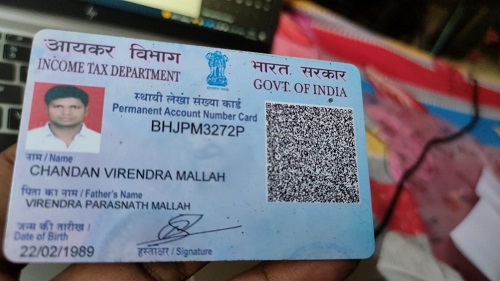 आयकर विभाग
INCOME TAX DEPARTMENT
भारत सरकार
GOVT. OF INDIA
स्थायी लेखा संख्या कार्ड
Permanent Account Number Card
BHJPM3272P
नाम / Name
CHANDAN VIRENDRA MALLAH
पिता का नाम / Father's Name
VIRENDRA PARASNATH MALLAH
जन्म की तारीख /
Date of Birth
22/02/1989
हस्ताक्षर / Signature